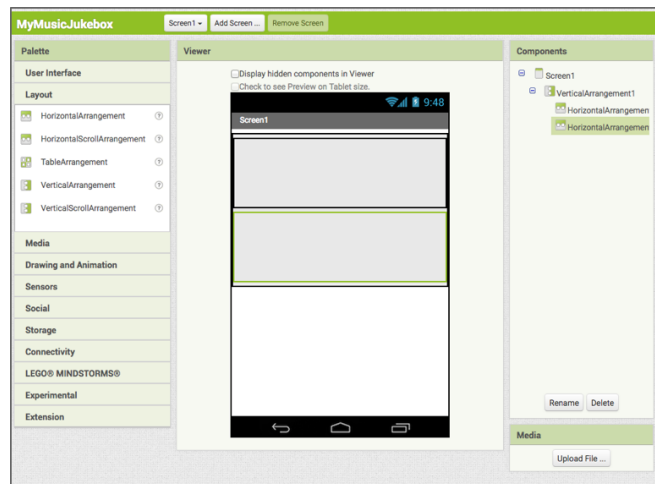 MyMusicJukebox
Screen1
Add Screen ...
Remove Screen
Palette
User Interface
Layout
HorizontalArrangement
HorizontalScrollArrangement
TableArrangement
VerticalArrangement
VerticalScrollArrangement
Media
Drawing and Animation
Sensors
Social
Storage
Connectivity
LEGO® MINDSTORMS®
Experimental
Extension
Viewer
Display hidden components in Viewer
Check to see Preview on Tablet size.
9:48
Screen1
Components
Screen1
VerticalArrangement1
HorizontalArrangemen
HorizontalArrangemen
Rename
Delete
Media
Upload File ...